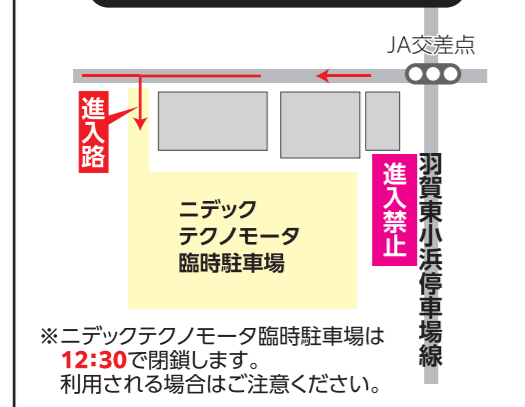 JA交差点
進入路
進入禁止
羽賀東小浜停車場線
ニデック
テクノモータ
臨時駐車場
※ニデックテクノモータ臨時駐車場は
12:30で閉鎖します。
利用される場合はご注意ください。